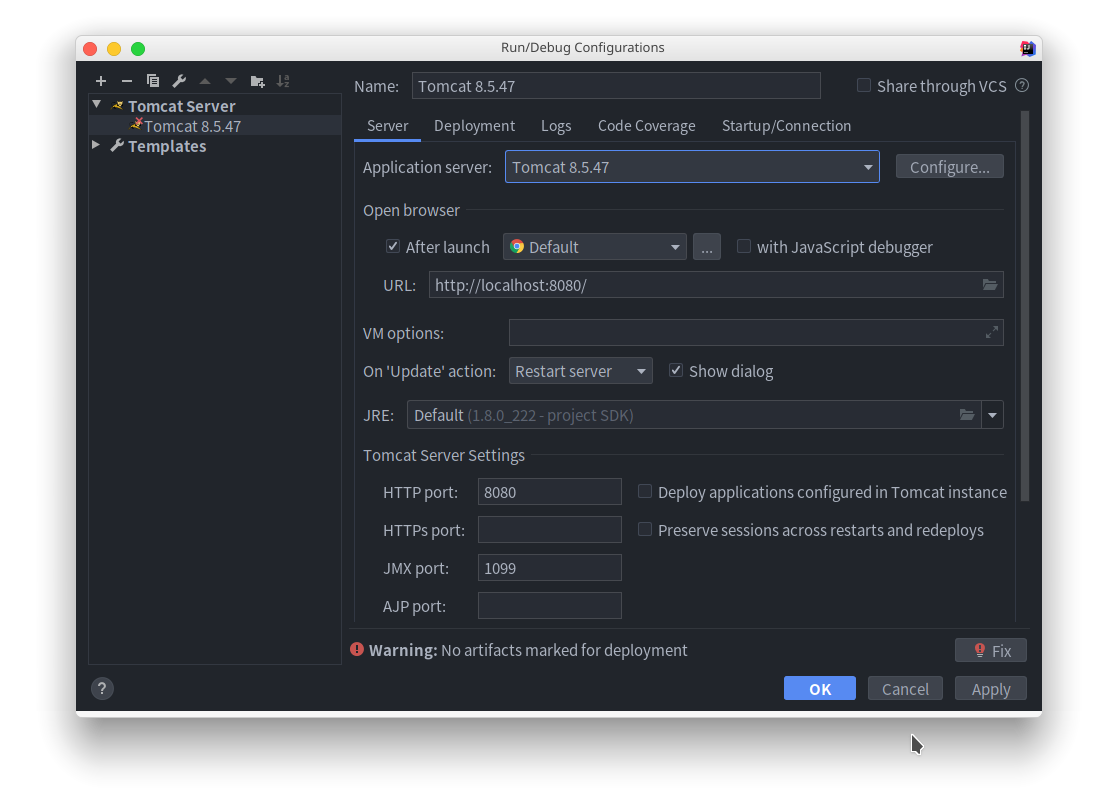 Run/Debug Configurations
Tomcat Server
Tomcat 8.5.47
Templates
Name: Tomcat 8.5.47 Share through VCS ?
Server Deployment Logs Code Coverage Startup/Connection
Application server: Tomcat 8.5.47 Configure...
Open browser
After launch Default ... with JavaScript debugger
URL: http://localhost:8080/
VM options:
On 'Update' action: Restart server Show dialog
JRE: Default (1.8.0_222 - project SDK)
Tomcat Server Settings
HTTP port: 8080 Deploy applications configured in Tomcat instance
HTTPs port: Preserve sessions across restarts and redeploys
JMX port: 1099
AJP port:
Warning: No artifacts marked for deployment Fix
? OK Cancel Apply